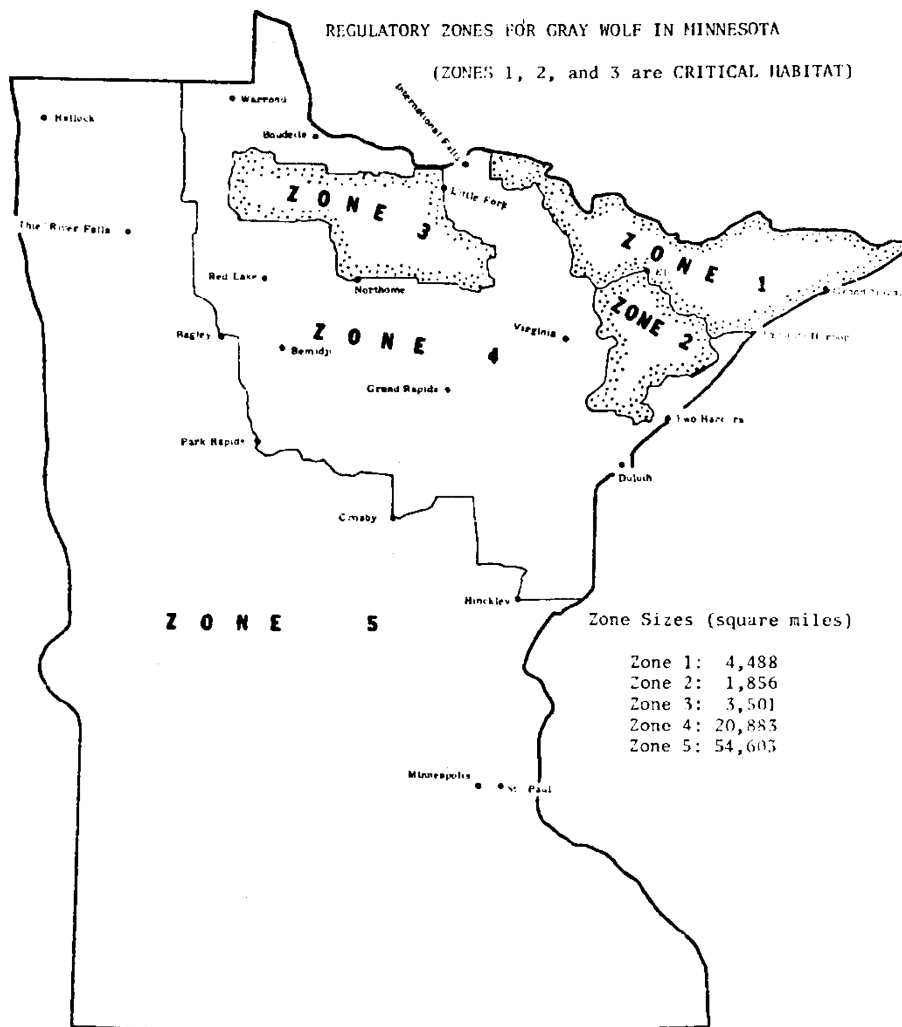 REGULATORY ZONES FOR GRAY WOLF IN MINNESOTA
(ZONES 1, 2, and 3 are CRITICAL HABITAT)
Warroad
International Falls
Hallock
Baudette
ZONE 3
Little Fork
Thief River Falls
ZONE 1
Red Lake
Northome
ZONE 2
Virginia
ZONE 4
Bagley
Bemidji
Grand Rapids
Two Harbors
Park Rapids
Duluth
Hinckley
ZONE 5
Zone Sizes (square miles)
Zone 1: 4,488
Zone 2: 1,856
Zone 3: 3,501
Zone 4: 20,883
Zone 5: 54,603
Minneapolis
St. Paul